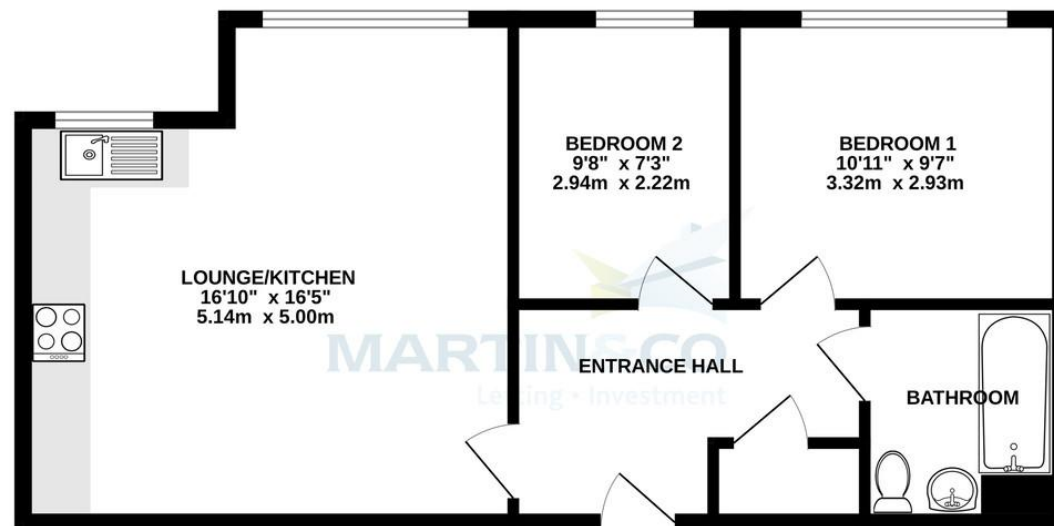 BEDROOM 2
9'8" x 7'3"
2.94m x 2.22m
BEDROOM 1
10'11" x 9'7"
3.32m x 2.93m
LOUNGE/KITCHEN
16'10" x 16'5"
5.14m x 5.00m
MARTIN&CO
ENTRANCE HALL
Letting • Investment
BATHROOM